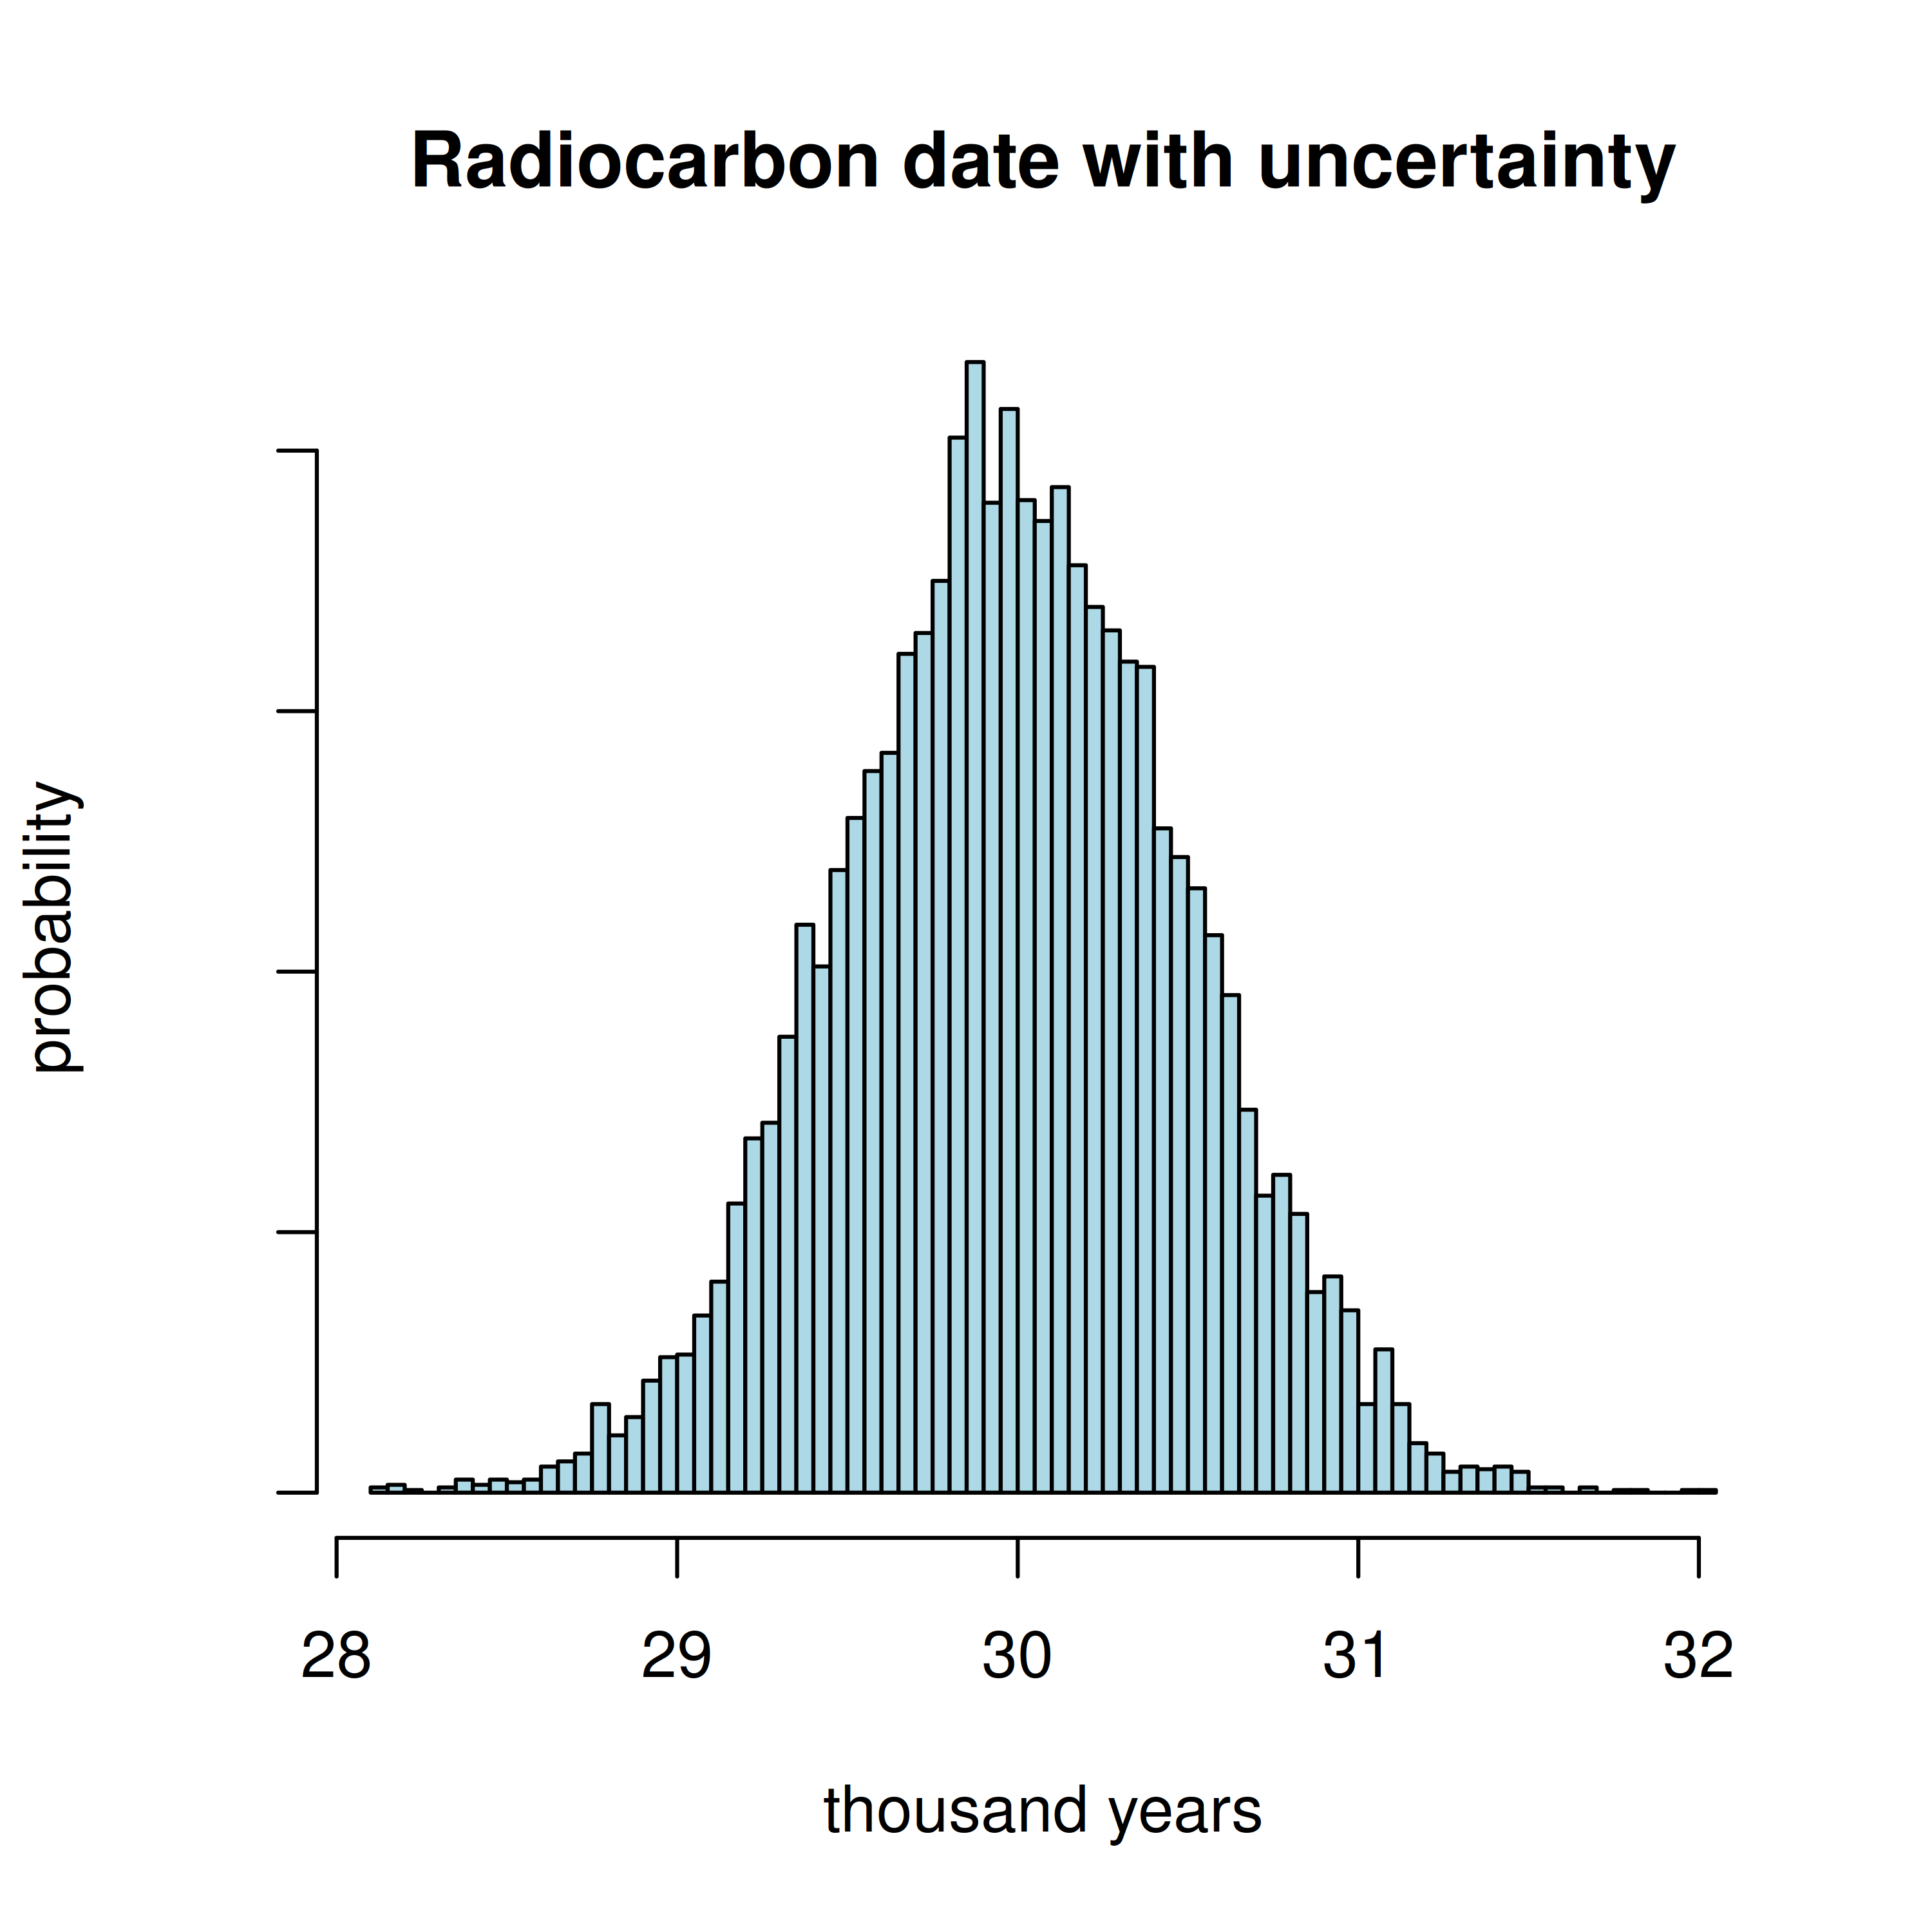 Radiocarbon date with uncertainty
probability
28 29 30 31 32
thousand years